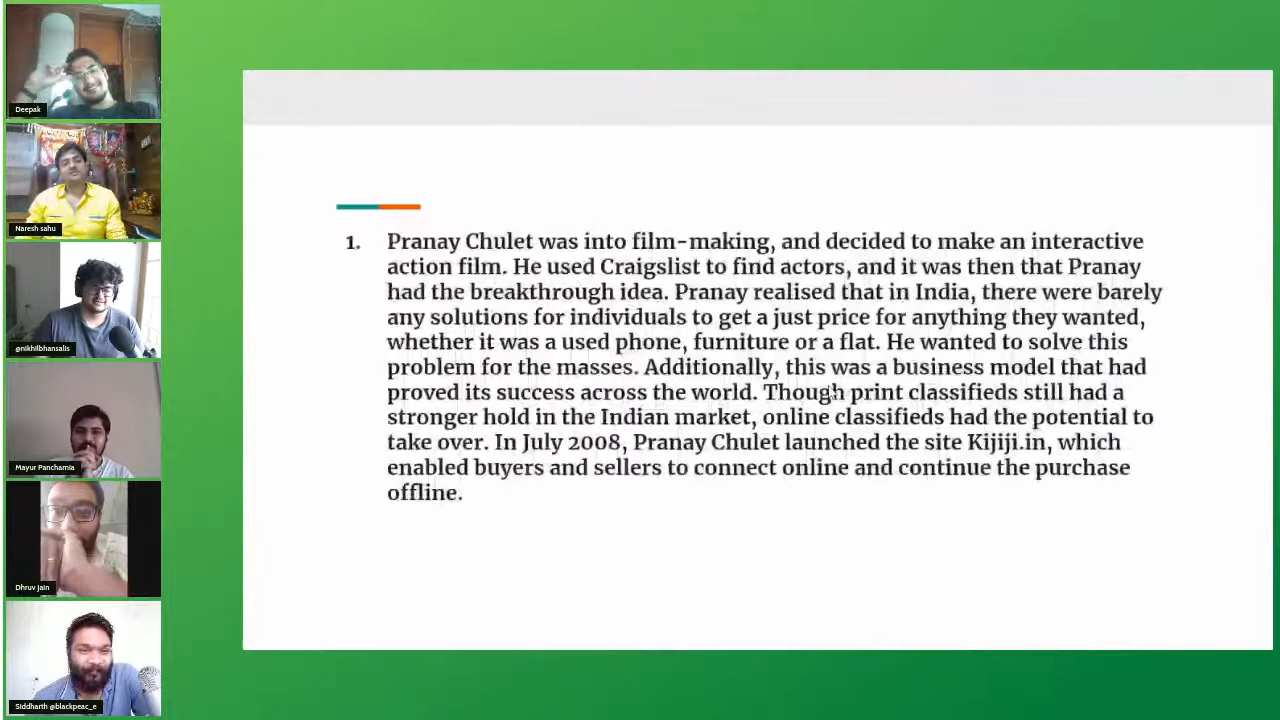 Deepak
Naresh sahu
@nikhilbhansalis
Mayur Panchamia
Dhruv Jain
Siddharth @blackpeac_e
1. Pranay Chulet was into film-making, and decided to make an interactive
action film. He used Craigslist to find actors, and it was then that Pranay
had the breakthrough idea. Pranay realised that in India, there were barely
any solutions for individuals to get a just price for anything they wanted,
whether it was a used phone, furniture or a flat. He wanted to solve this
problem for the masses. Additionally, this was a business model that had
proved its success across the world. Though print classifieds still had a
stronger hold in the Indian market, online classifieds had the potential to
take over. In July 2008, Pranay Chulet launched the site Kijiji.in, which
enabled buyers and sellers to connect online and continue the purchase
offline.